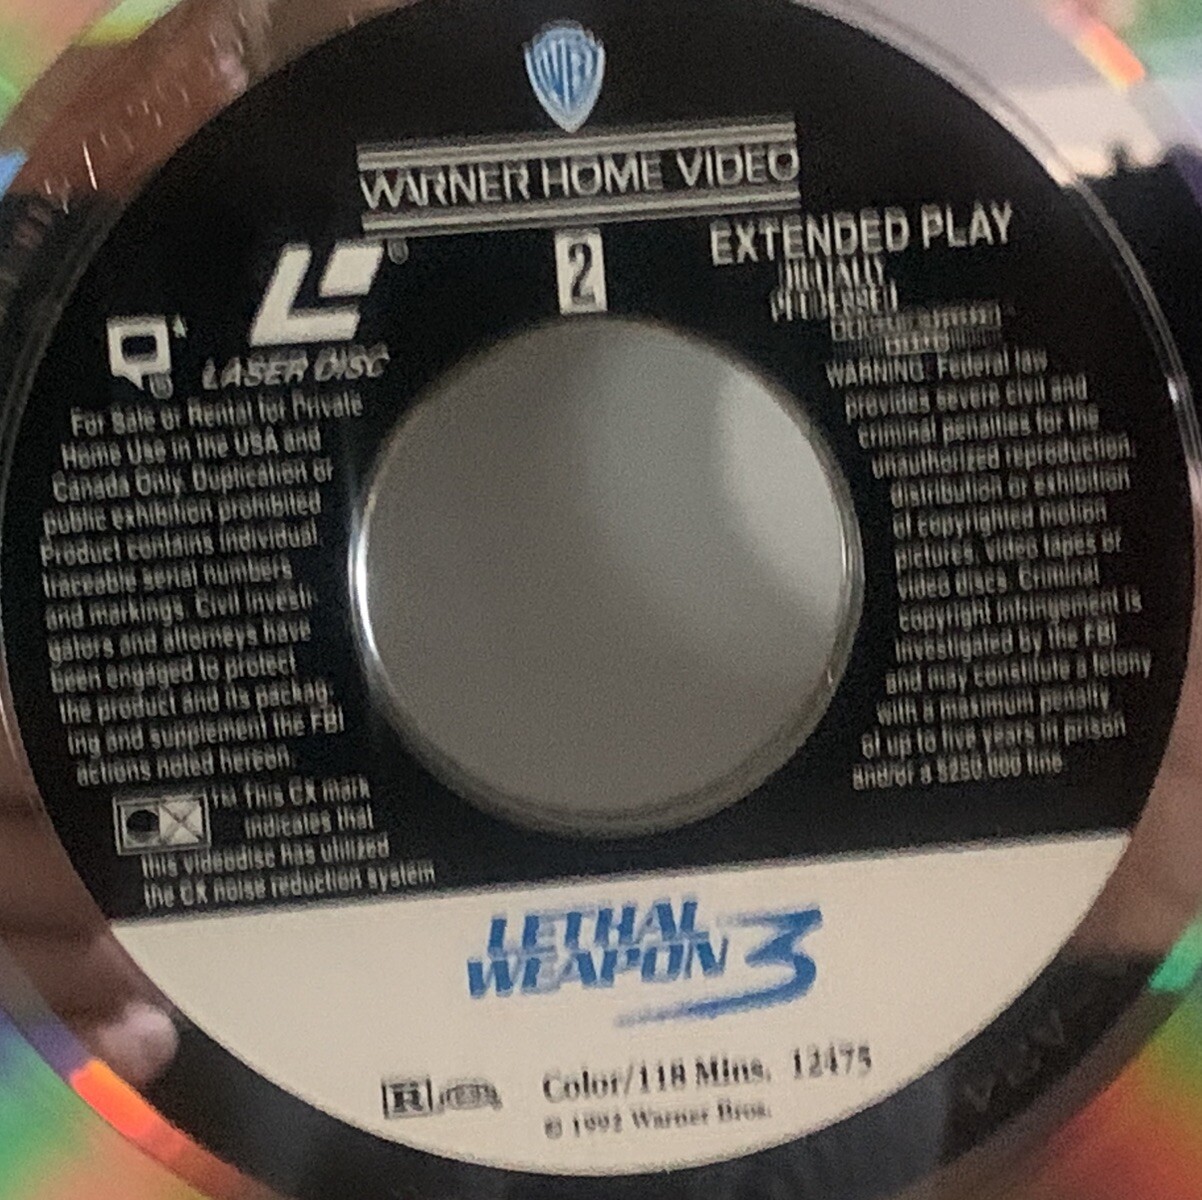 WB
WARNER HOME VIDEO
2
EXTENDED PLAY
DIGITALLY
PROCESSED
LASER DISC
For Sale or Rental for Private
Home Use in the USA and
Canada Only. Duplication or
public exhibition prohibited
Product contains individual
traceable serial numbers
and markings. Civil investi-
gators and attorneys have
been engaged to protect
the product and its packag-
ing and supplement the FBI
actions noted hereon.
TM This CX mark
indicates that
this videodisc has utilized
the CX noise reduction system
WARNING: Federal law
provides severe civil and
criminal penalties for the
unauthorized reproduction
distribution or exhibition
of copyrighted motion
pictures, video tapes or
video discs. Criminal
copyright infringement is
investigated by the FBI
and may constitute a felony
with a maximum penalty
of up to five years in prison
and/or a $250,000 fine
LETHAL
WEAPON 3
R Color/118 Mins. 12475
© 1992 Warner Bros.